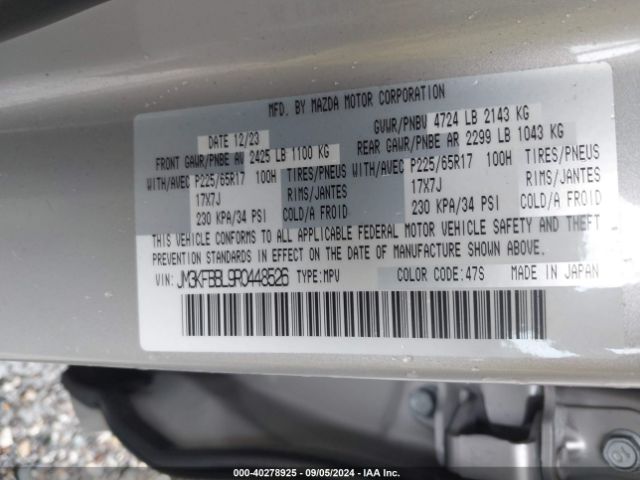 MFD. BY MAZDA MOTOR CORPORATION
DATE 12/23 GVWR/PNBV 4724 LB 2143 KG
FRONT GAWR/PNBE AV 2425 LB 1100 KG REAR GAWR/PNBE AR 2299 LB 1043 KG
WITH/AVEC P225/65R17 100H TIRES/PNEUS WITH/AVEC P225/65R17 100H TIRES/PNEUS
17X7J RIMS/JANTES 17X7J RIMS/JANTES
230 KPA/34 PSI COLD/A FROID 230 KPA/34 PSI COLD/A FROID
THIS VEHICLE CONFORMS TO ALL APPLICABLE FEDERAL MOTOR VEHICLE SAFETY AND THEFT
PREVENTION STANDARDS IN EFFECT ON THE DATE OF MANUFACTURE SHOWN ABOVE.
VIN: JM3KFBBL9R0448526 TYPE:MPV COLOR CODE:47S MADE IN JAPAN
000-40278925 - 09/05/2024 - IAA Inc.